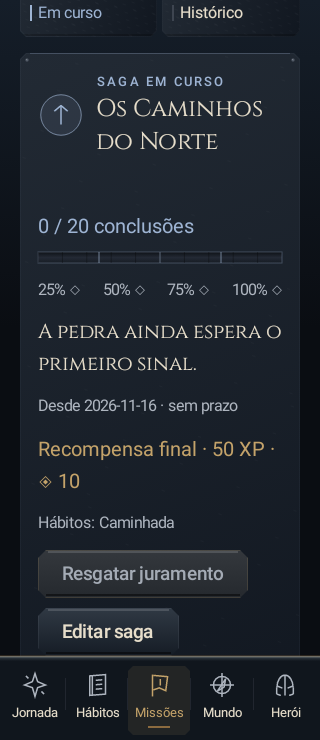 Em curso
Histórico
SAGA EM CURSO
Os Caminhos
do Norte
0 / 20 conclusões
25% ◇ 50% ◇ 75% ◇ 100% ◇
A pedra ainda espera o
primeiro sinal.
Desde 2026-11-16 · sem prazo
Recompensa final · 50 XP ·
◈ 10
Hábitos: Caminhada
Resgatar juramento
Editar saga
Jornada
Hábitos
Missões
Mundo
Herói